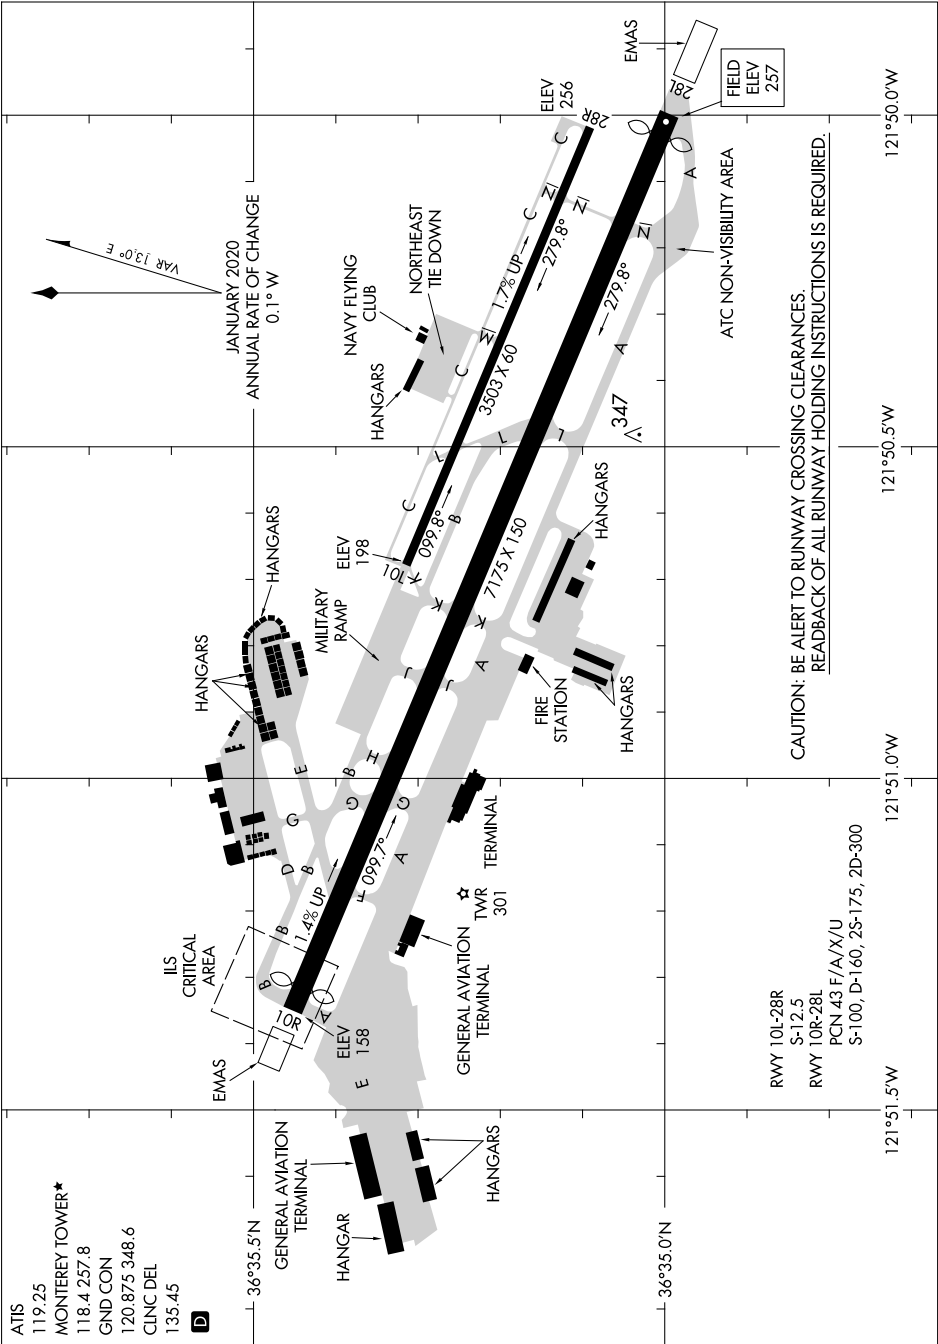 ATIS
119.25
MONTEREY TOWER★
118.4 257.8
GND CON
120.875 348.6
CLNC DEL
135.45
D
JANUARY 2020
ANNUAL RATE OF CHANGE
0.1° W
VAR 13.0° E
EMAS
FIELD
ELEV
257
28L
ELEV
256
28R
C
C
C
C
N
N
N
M
A
A
ATC NON-VISIBILITY AREA
NAVY FLYING
CLUB
NORTHEAST
TIE DOWN
HANGARS
1.7% UP
279.8°
279.8°
3503 X 60
347
L
L
L
099.8°
B
7175 X 150
ELEV
198
10L
K
K
J
J
A
MILITARY
RAMP
HANGARS
HANGARS
HANGARS
HANGARS
FIRE
STATION
H
B
G
G
G
E
D
B
B
B
F
A
A
099.7°
1.4% UP
TERMINAL
TWR
301
GENERAL AVIATION
TERMINAL
ILS
CRITICAL
AREA
10R
ELEV
158
EMAS
E
GENERAL AVIATION
TERMINAL
HANGAR
HANGARS
36°35.5'N
36°35.0'N
121°50.0'W
121°50.5'W
121°51.0'W
121°51.5'W
CAUTION: BE ALERT TO RUNWAY CROSSING CLEARANCES.
READBACK OF ALL RUNWAY HOLDING INSTRUCTIONS IS REQUIRED.
RWY 10L-28R
S-12.5
RWY 10R-28L
PCN 43 F/A/X/U
S-100, D-160, 2S-175, 2D-300